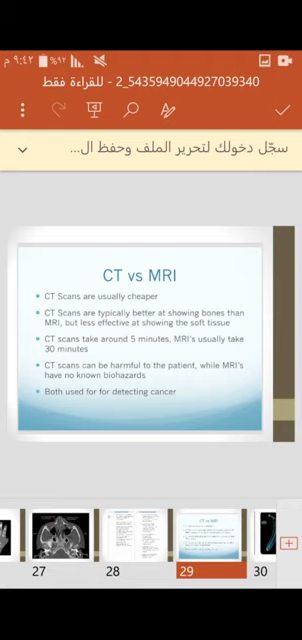 م ٩:٤٢ %٩٢
2_5435949044927039340 - للقراءة فقط
سجّل دخولك لتحرير الملف وحفظ ال...
CT vs MRI
CT Scans are usually cheaper
CT Scans are typically better at showing bones than
MRI, but less effective at showing the soft tissue
CT scans take around 5 minutes, MRI's usually take
30 minutes
CT scans can be harmful to the patient, while MRI's
have no known biohazards
Both used for for detecting cancer
CT vs MRI
27
28
29
30